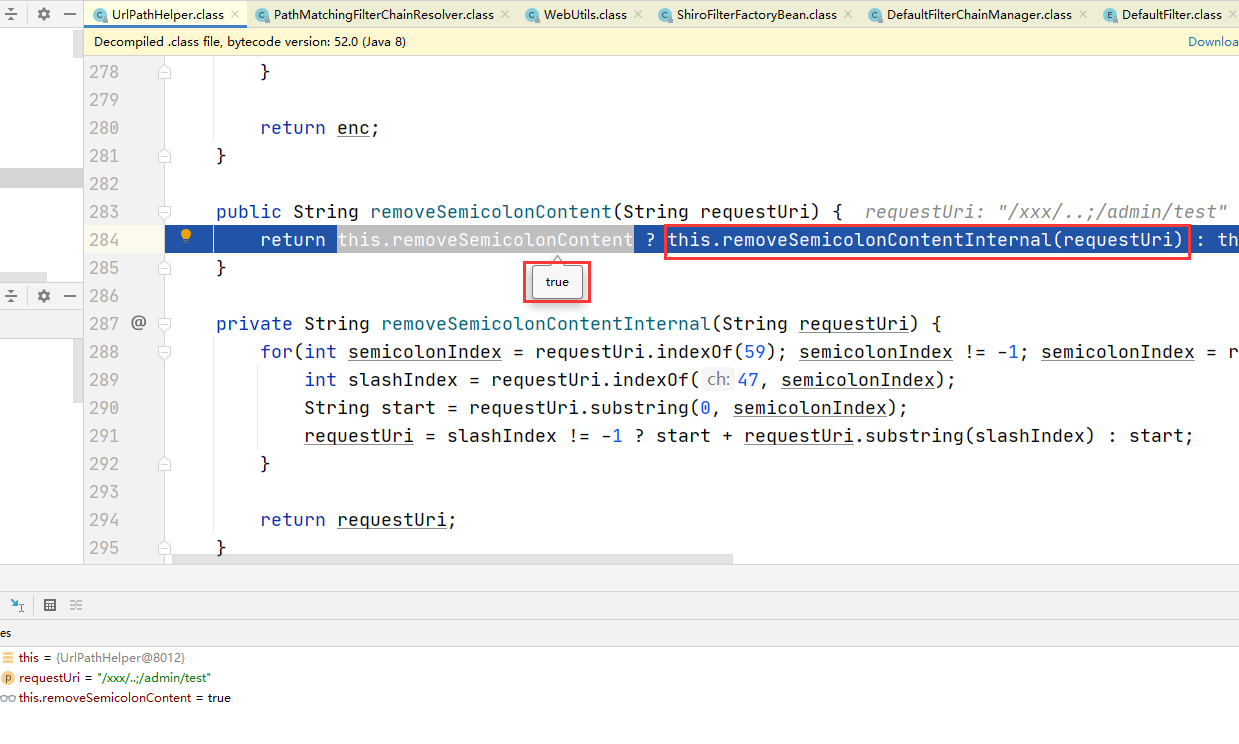 UrlPathHelper.class PathMatchingFilterChainResolver.class WebUtils.class ShiroFilterFactoryBean.class DefaultFilterChainManager.class DefaultFilter.class
Decompiled .class file, bytecode version: 52.0 (Java 8) Downloa
278 }
279
280 return enc;
281 }
282
283 public String removeSemicolonContent(String requestUri) { requestUri: "/xxx/..;/admin/test"
284 return this.removeSemicolonContent ? this.removeSemicolonContentInternal(requestUri) : th
285 }
true
286
287 @ private String removeSemicolonContentInternal(String requestUri) {
288 for(int semicolonIndex = requestUri.indexOf(59); semicolonIndex != -1; semicolonIndex = r
289 int slashIndex = requestUri.indexOf( ch: 47, semicolonIndex);
290 String start = requestUri.substring(0, semicolonIndex);
291 requestUri = slashIndex != -1 ? start + requestUri.substring(slashIndex) : start;
292 }
293
294 return requestUri;
295 }
es
this = {UrlPathHelper@8012}
p requestUri = "/xxx/..;/admin/test"
this.removeSemicolonContent = true